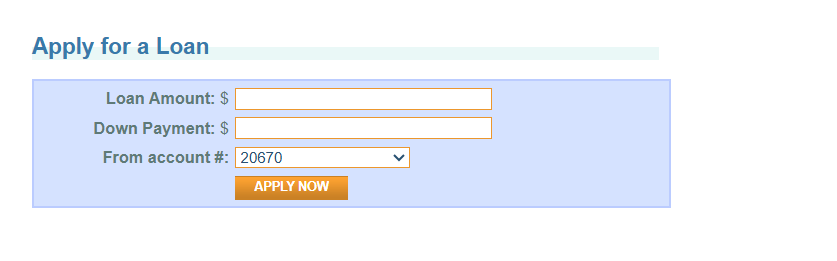 Apply for a Loan
Loan Amount: $
Down Payment: $
From account #: 20670
APPLY NOW